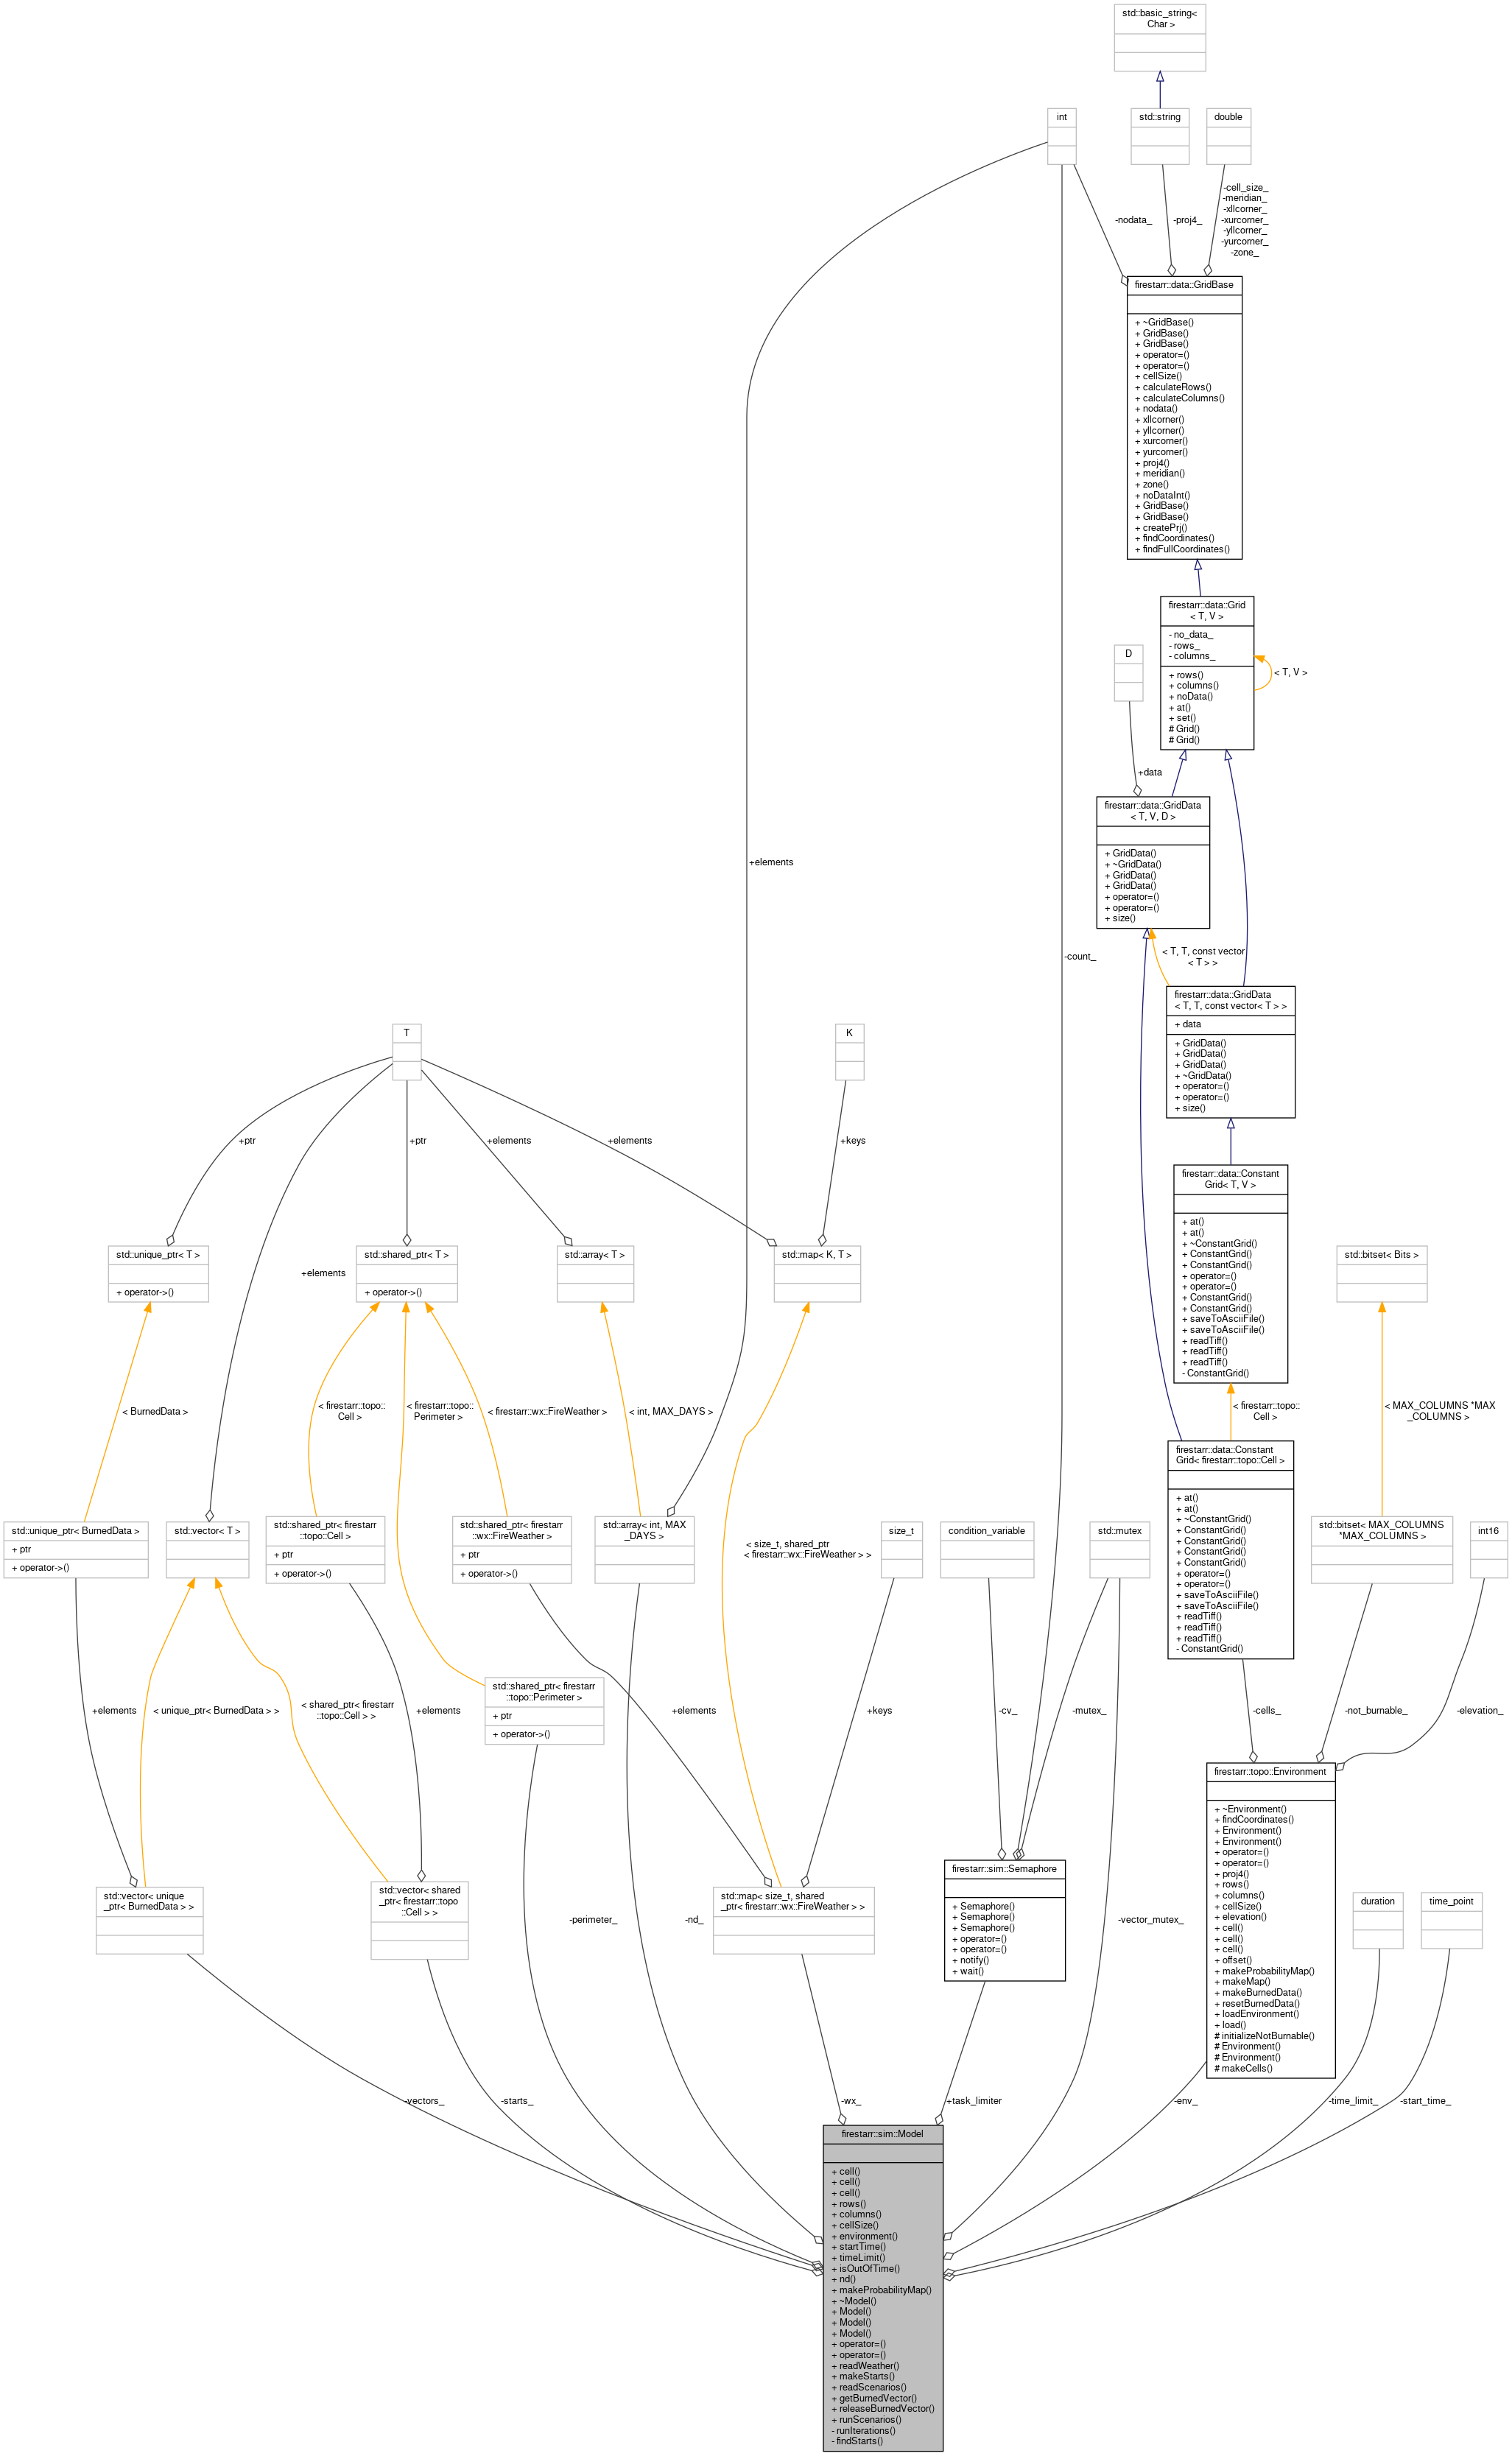 std::basic_string<
Char >
int
std::string
double
-cell_size_
-meridian_
-xllcorner_
-xurcorner_
-yllcorner_
-yurcorner_
-zone_
-nodata_
-proj4_
firestarr::data::GridBase
+ ~GridBase()
+ GridBase()
+ GridBase()
+ operator=()
+ operator=()
+ cellSize()
+ calculateRows()
+ calculateColumns()
+ nodata()
+ xllcorner()
+ yllcorner()
+ xurcorner()
+ yurcorner()
+ proj4()
+ meridian()
+ zone()
+ noDataInt()
+ GridBase()
+ GridBase()
+ createPrj()
+ findCoordinates()
+ findFullCoordinates()
firestarr::data::Grid
< T, V >
- no_data_
- rows_
- columns_
+ rows()
+ columns()
+ noData()
+ at()
+ set()
# Grid()
# Grid()
< T, V >
D
+data
firestarr::data::GridData
< T, V, D >
+ GridData()
+ ~GridData()
+ GridData()
+ GridData()
+ operator=()
+ operator=()
+ size()
+elements
-count_
< T, T, const vector
< T > >
firestarr::data::GridData
< T, T, const vector< T > >
+ data
+ GridData()
+ GridData()
+ GridData()
+ ~GridData()
+ operator=()
+ operator=()
+ size()
T
K
+ptr
+ptr
+elements
+elements
+keys
firestarr::data::Constant
Grid< T, V >
+ at()
+ at()
+ ~ConstantGrid()
+ ConstantGrid()
+ ConstantGrid()
+ operator=()
+ operator=()
+ ConstantGrid()
+ ConstantGrid()
+ saveToAsciiFile()
+ saveToAsciiFile()
+ readTiff()
+ readTiff()
+ readTiff()
- ConstantGrid()
std::unique_ptr< T >
+ operator->()
+elements
std::shared_ptr< T >
+ operator->()
std::array< T >
std::map< K, T >
std::bitset< Bits >
< BurnedData >
< firestarr::topo::
Cell >
< firestarr::topo::
Perimeter >
< firestarr::wx::FireWeather >
< int, MAX_DAYS >
< firestarr::topo::
Cell >
< MAX_COLUMNS *MAX
_COLUMNS >
firestarr::data::Constant
Grid< firestarr::topo::Cell >
+ at()
+ at()
+ ~ConstantGrid()
+ ConstantGrid()
+ ConstantGrid()
+ ConstantGrid()
+ ConstantGrid()
+ operator=()
+ operator=()
+ saveToAsciiFile()
+ saveToAsciiFile()
+ readTiff()
+ readTiff()
+ readTiff()
- ConstantGrid()
std::unique_ptr< BurnedData >
+ ptr
+ operator->()
std::vector< T >
std::shared_ptr< firestarr
::topo::Cell >
+ ptr
+ operator->()
std::shared_ptr< firestarr
::wx::FireWeather >
+ ptr
+ operator->()
std::array< int, MAX
_DAYS >
< size_t, shared_ptr
< firestarr::wx::FireWeather > >
size_t
condition_variable
std::mutex
std::bitset< MAX_COLUMNS
*MAX_COLUMNS >
int16
+elements
< unique_ptr< BurnedData > >
< shared_ptr< firestarr
::topo::Cell > >
+elements
std::shared_ptr< firestarr
::topo::Perimeter >
+ ptr
+ operator->()
+elements
+keys
-cv_
-mutex_
-cells_
-not_burnable_
-elevation_
firestarr::topo::Environment
+ ~Environment()
+ findCoordinates()
+ Environment()
+ Environment()
+ operator=()
+ operator=()
+ proj4()
+ rows()
+ columns()
+ cellSize()
+ elevation()
+ cell()
+ cell()
+ cell()
+ offset()
+ makeProbabilityMap()
+ makeMap()
+ makeBurnedData()
+ resetBurnedData()
+ loadEnvironment()
+ load()
# initializeNotBurnable()
# Environment()
# Environment()
# makeCells()
std::vector< unique
_ptr< BurnedData > >
std::vector< shared
_ptr< firestarr::topo
::Cell > >
-perimeter_
-nd_
std::map< size_t, shared
_ptr< firestarr::wx::FireWeather > >
firestarr::sim::Semaphore
+ Semaphore()
+ Semaphore()
+ Semaphore()
+ operator=()
+ operator=()
+ notify()
+ wait()
-vector_mutex_
duration
time_point
-vectors_
-starts_
-wx_
+task_limiter
-env_
-time_limit_
-start_time_
firestarr::sim::Model
+ cell()
+ cell()
+ cell()
+ rows()
+ columns()
+ cellSize()
+ environment()
+ startTime()
+ timeLimit()
+ isOutOfTime()
+ nd()
+ makeProbabilityMap()
+ ~Model()
+ Model()
+ Model()
+ Model()
+ operator=()
+ operator=()
+ readWeather()
+ makeStarts()
+ readScenarios()
+ getBurnedVector()
+ releaseBurnedVector()
+ runScenarios()
- runIterations()
- findStarts()